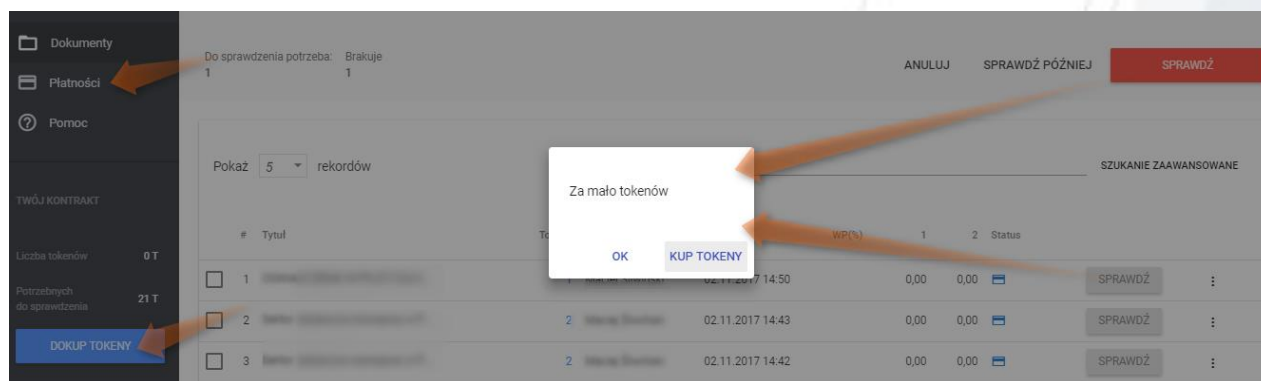 Dokumenty
Płatności
Pomoc
TWÓJ KONTRAKT
Liczba tokenów 0 T
Potrzebnych
do sprawdzenia 21 T
DOKUP TOKENY
Do sprawdzenia potrzeba: Brakuje
1 1
ANULUJ SPRAWDŹ PÓŹNIEJ SPRAWDŹ
Pokaż 5 rekordów
SZUKANIE ZAAWANSOWANE
# Tytuł WP(%) 1 2 Status
1 1 02.11.2017 14:50 0,00 0,00 SPRAWDŹ
2 2 02.11.2017 14:43 0,00 0,00 SPRAWDŹ
3 2 02.11.2017 14:42 0,00 0,00 SPRAWDŹ
Za mało tokenów
OK KUP TOKENY